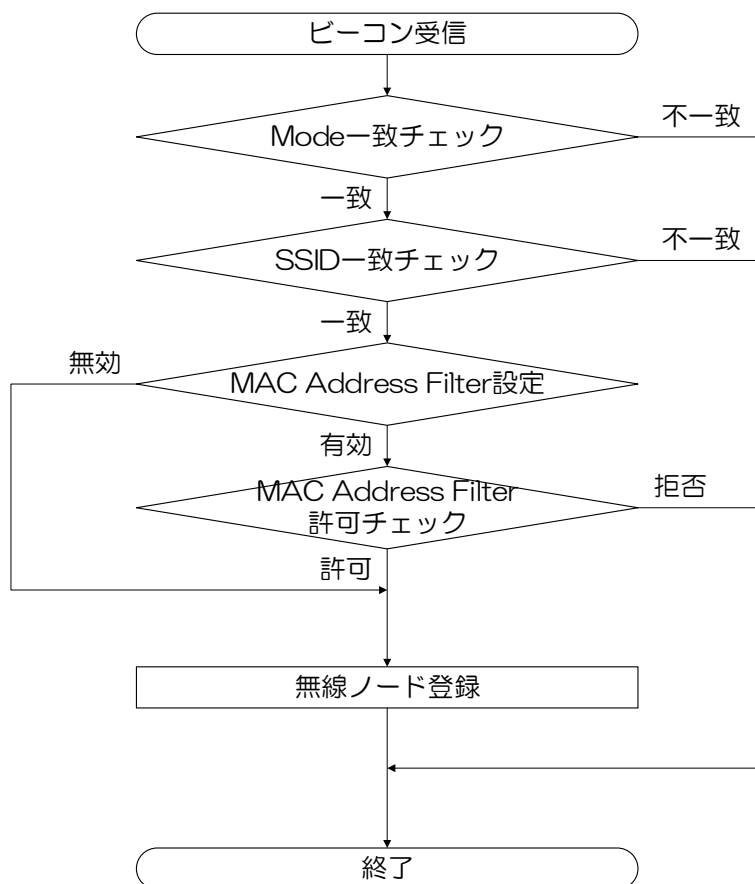 ビーコン受信
不一致
Mode一致チェック
一致
不一致
SSID一致チェック
一致
無効
MAC Address Filter設定
有効
拒否
MAC Address Filter
許可チェック
許可
無線ノード登録
終了